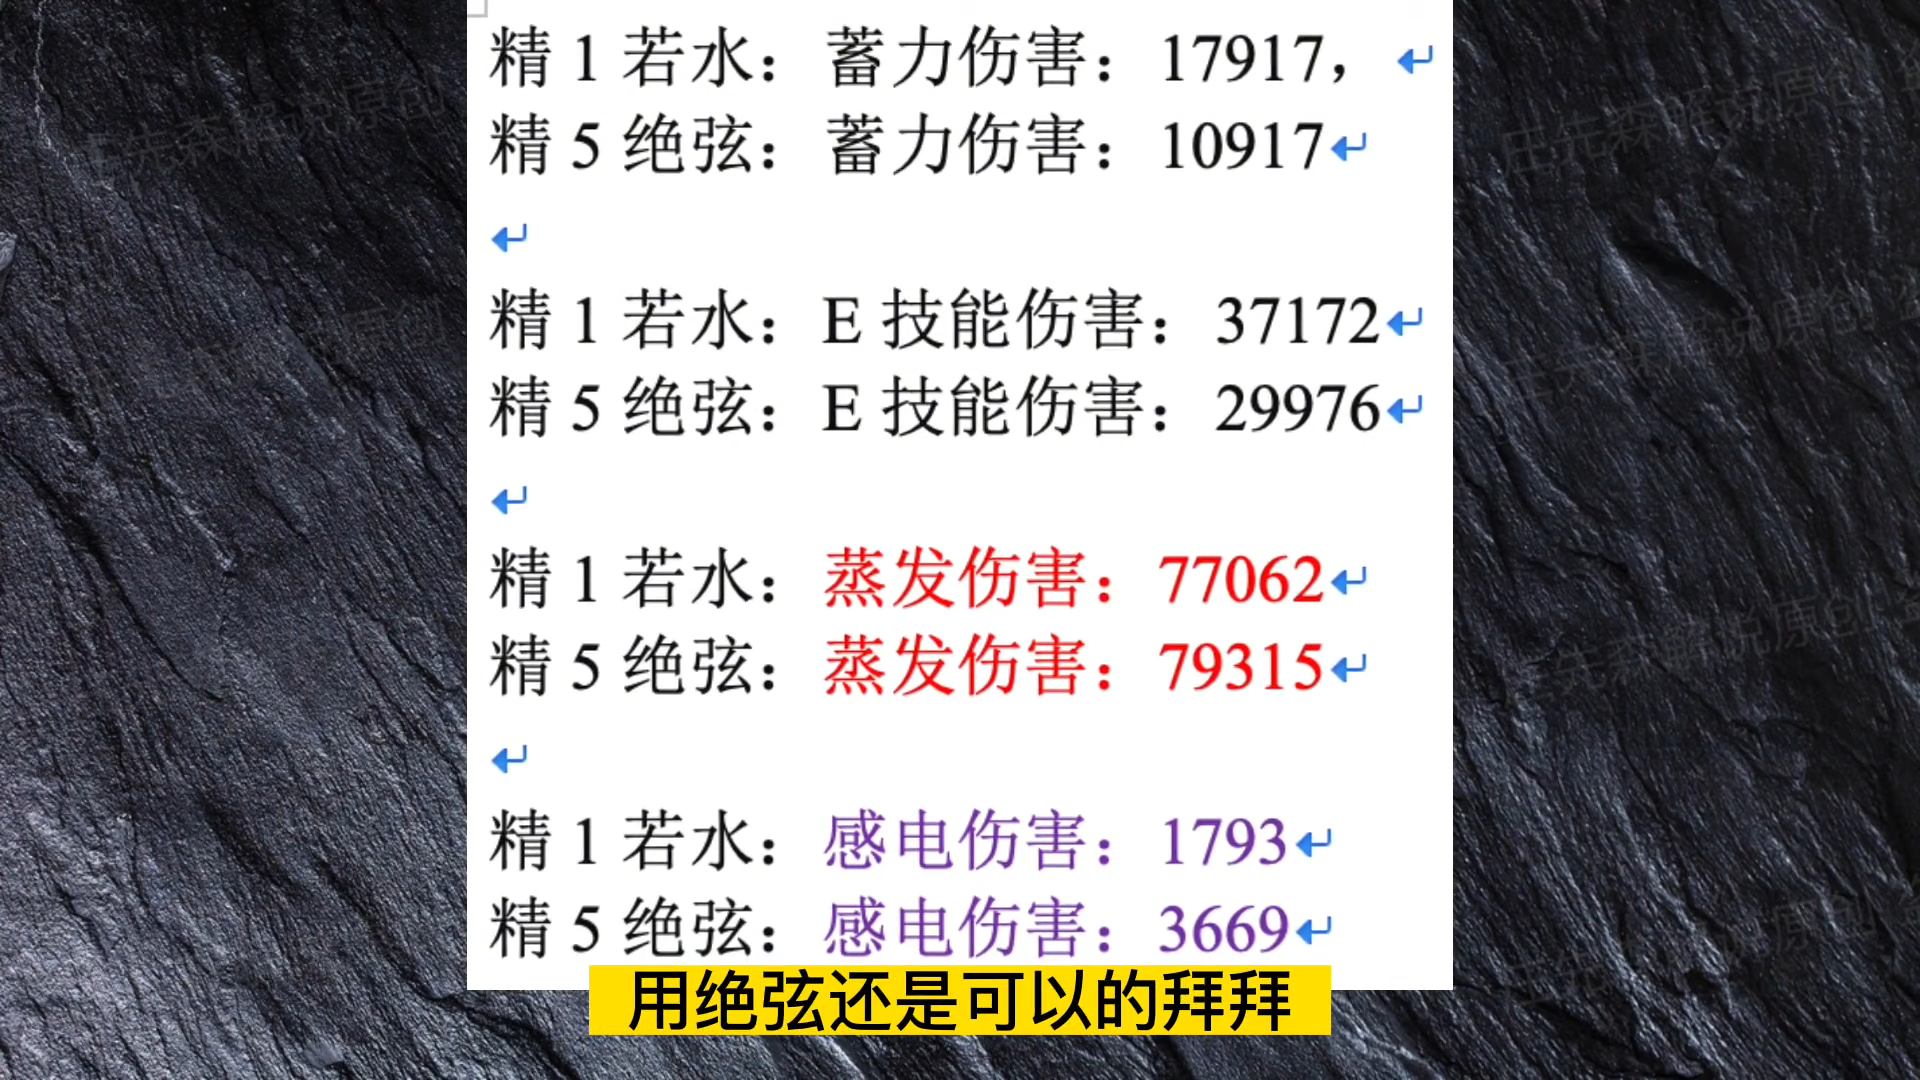 精 1 若水：蓄力伤害：17917，
精 5 绝弦：蓄力伤害：10917
精 1 若水：E 技能伤害：37172
精 5 绝弦：E 技能伤害：29976
精 1 若水：蒸发伤害：77062
精 5 绝弦：蒸发伤害：79315
精 1 若水：感电伤害：1793
精 5 绝弦：感电伤害：3669
用绝弦还是可以的拜拜